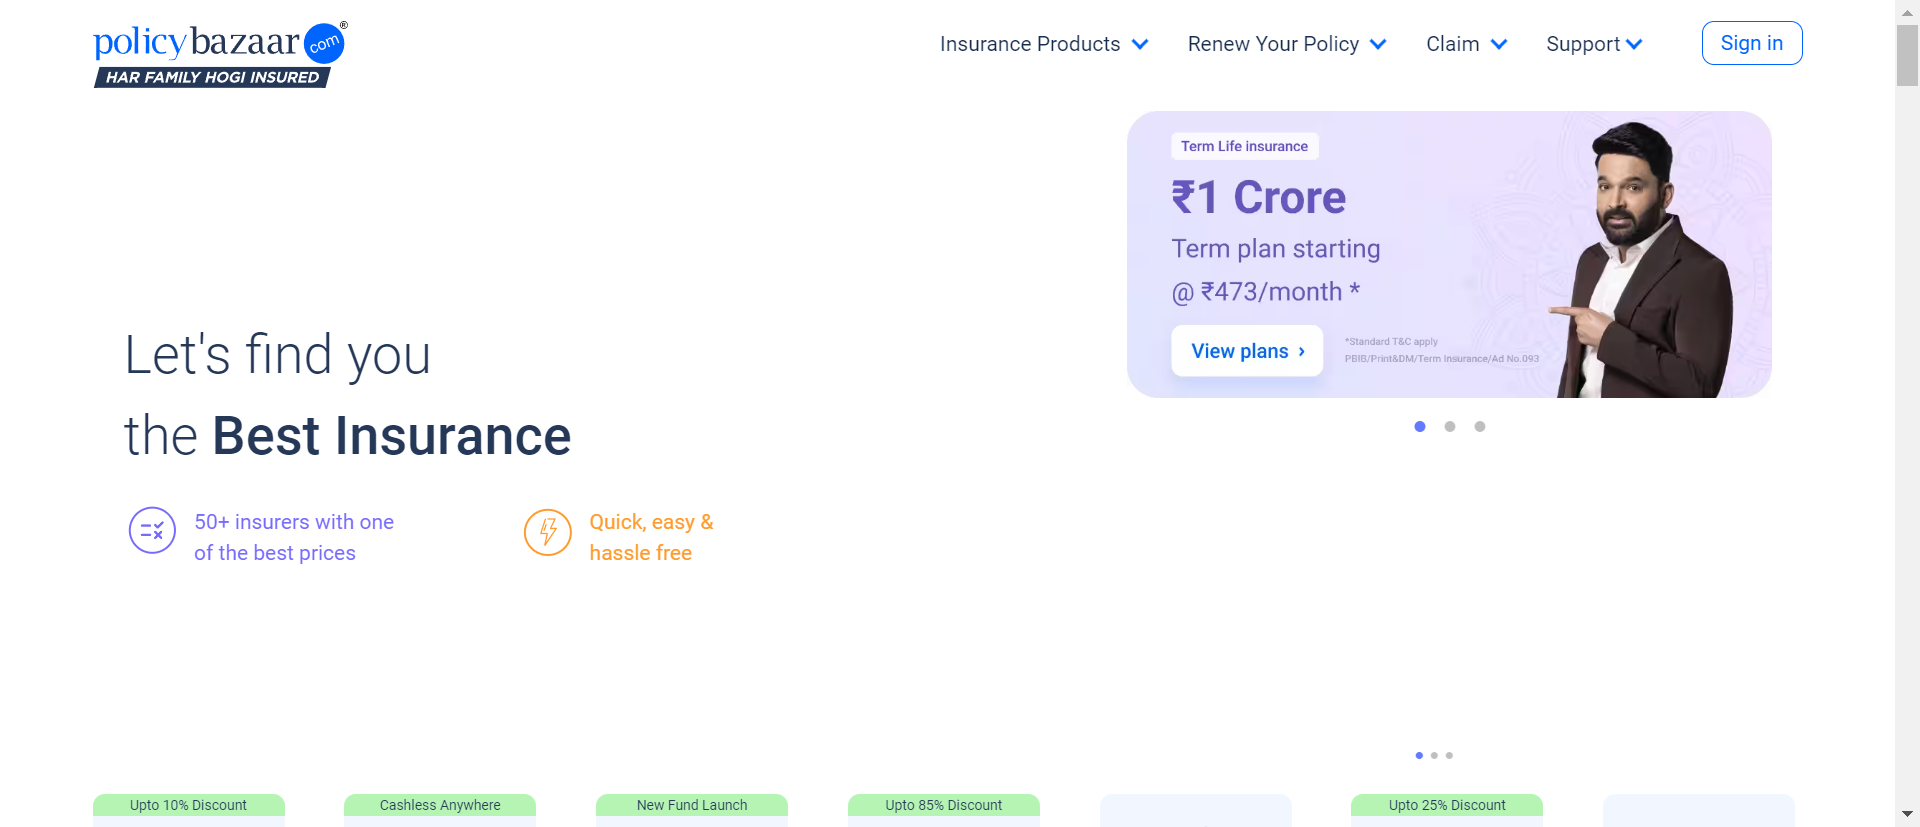 policybazaar com ®
HAR FAMILY HOGI INSURED
Insurance Products
Renew Your Policy
Claim
Support
Sign in
Term Life insurance
₹1 Crore
Term plan starting
@ ₹473/month *
View plans ›
*Standard T&C apply
PBIB/Print&DM/Term Insurance/Ad No.093
Let's find you
the Best Insurance
50+ insurers with one
of the best prices
Quick, easy &
hassle free
Upto 10% Discount
Cashless Anywhere
New Fund Launch
Upto 85% Discount
Upto 25% Discount